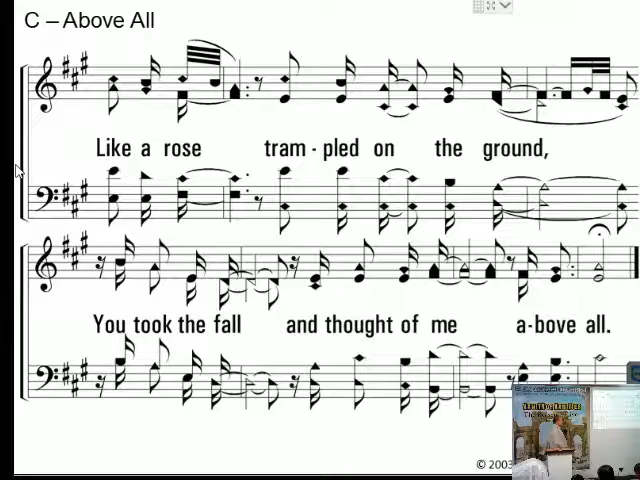 C – Above All
Like a rose tram - pled on the ground,
You took the fall and thought of me a-bove all.
© 2003